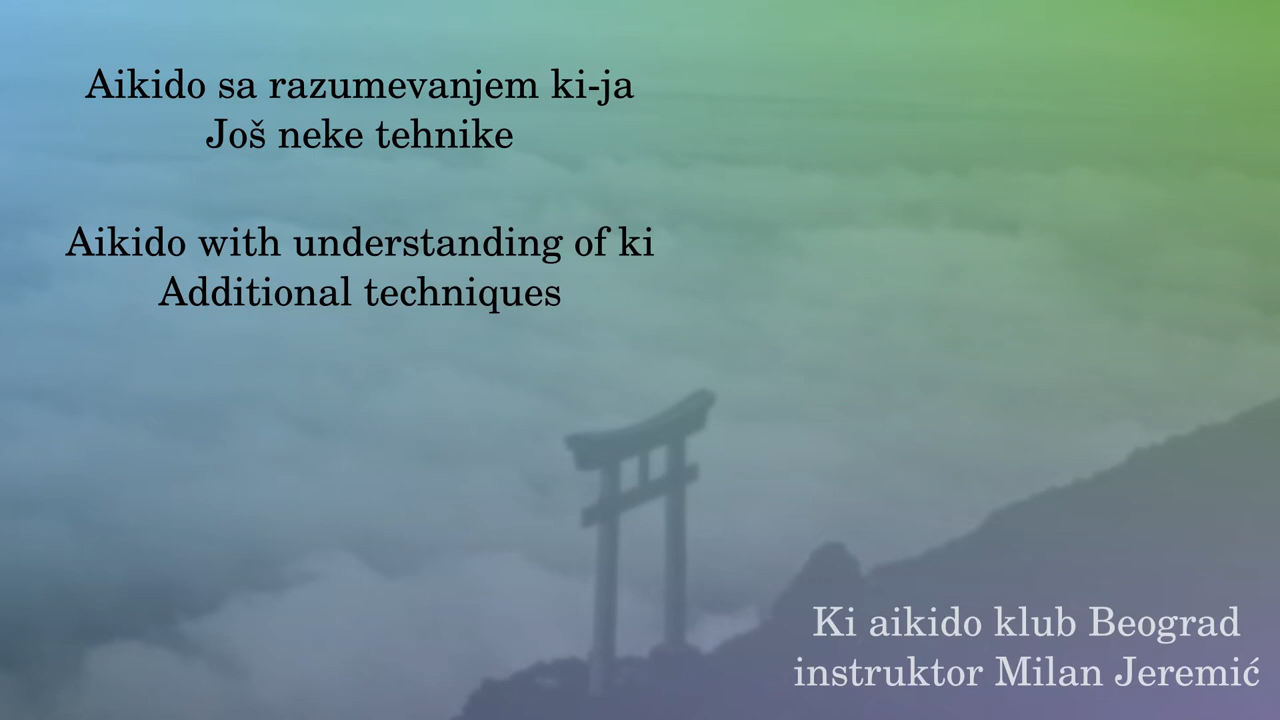 Aikido sa razumevanjem ki-ja
Još neke tehnike
Aikido with understanding of ki
Additional techniques
Ki aikido klub Beograd
instruktor Milan Jeremić